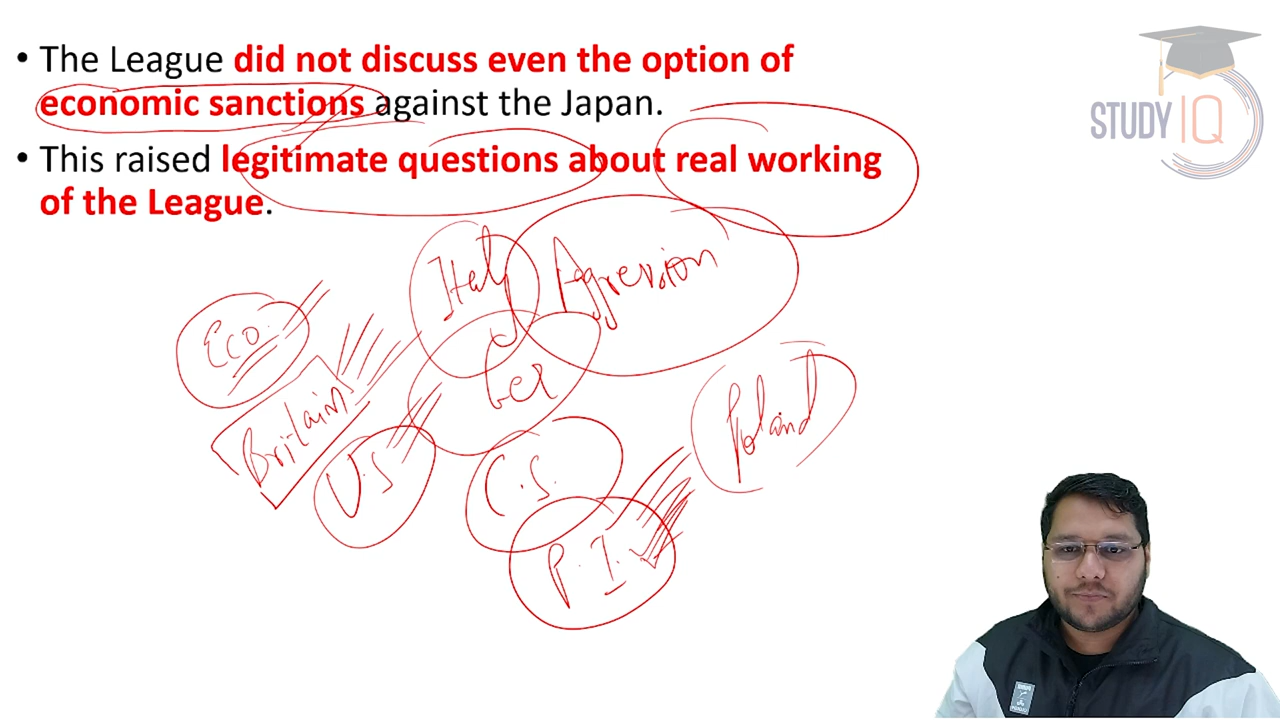 • The League did not discuss even the option of
economic sanctions against the Japan.
• This raised legitimate questions about real working
of the League.
STUDY IQ
Italy Agression
Eco.
Ger
Britain
Poland
U.S
C.S.
P.I.